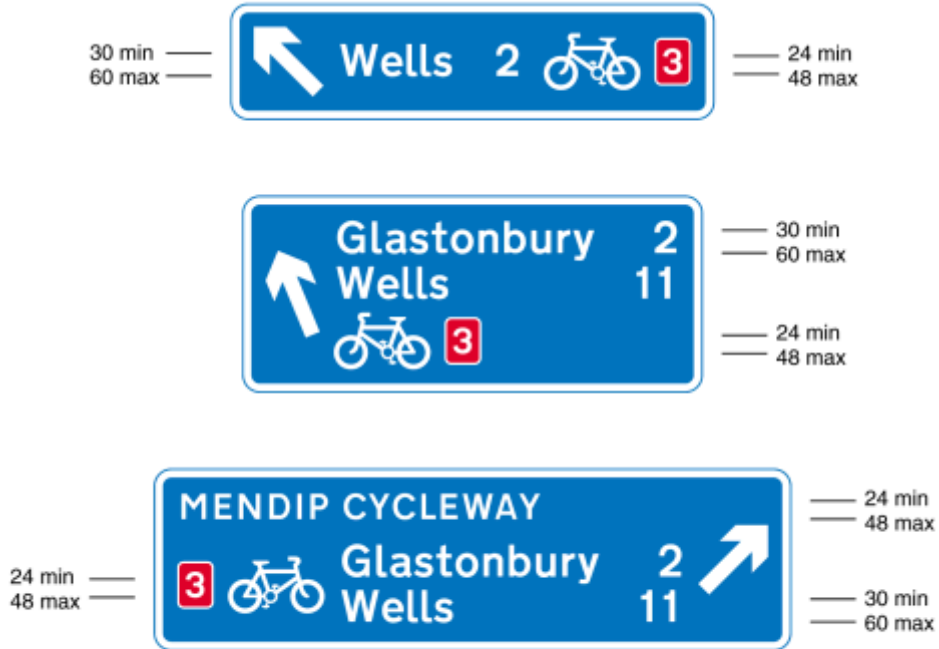 30 min
60 max
Wells 2 3
24 min
48 max
Glastonbury 2
Wells 11
3
30 min
60 max
24 min
48 max
MENDIP CYCLEWAY
3 Glastonbury 2
Wells 11
24 min
48 max
24 min
48 max
30 min
60 max